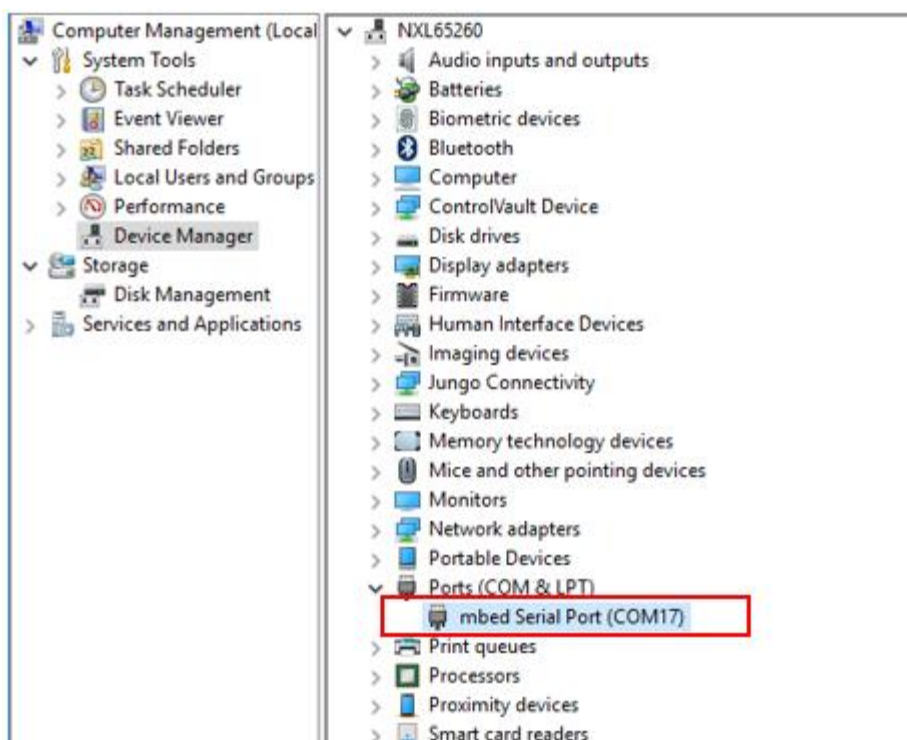 Computer Management (Local
System Tools
Task Scheduler
Event Viewer
Shared Folders
Local Users and Groups
Performance
Device Manager
Storage
Disk Management
Services and Applications
NXL65260
Audio inputs and outputs
Batteries
Biometric devices
Bluetooth
Computer
ControlVault Device
Disk drives
Display adapters
Firmware
Human Interface Devices
Imaging devices
Jungo Connectivity
Keyboards
Memory technology devices
Mice and other pointing devices
Monitors
Network adapters
Portable Devices
Ports (COM & LPT)
mbed Serial Port (COM17)
Print queues
Processors
Proximity devices
Smart card readers